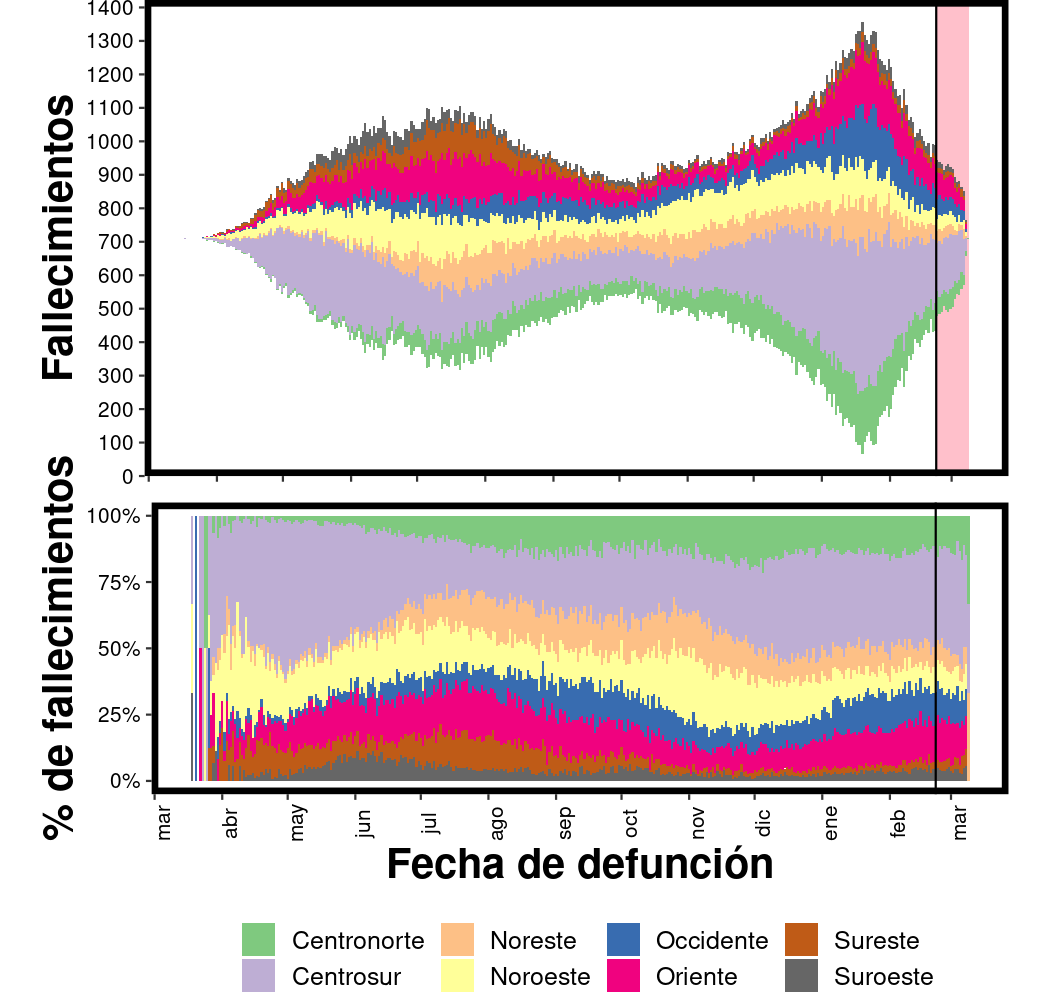 Fallecimientos
1400
1300
1200
1100
1000
900
800
700
600
500
400
300
200
100
0
% de fallecimientos
100%
75%
50%
25%
0%
mar
abr
may
jun
jul
ago
sep
oct
nov
dic
ene
feb
mar
Fecha de defunción
Centronorte Noreste Occidente Sureste
Centrosur Noroeste Oriente Suroeste